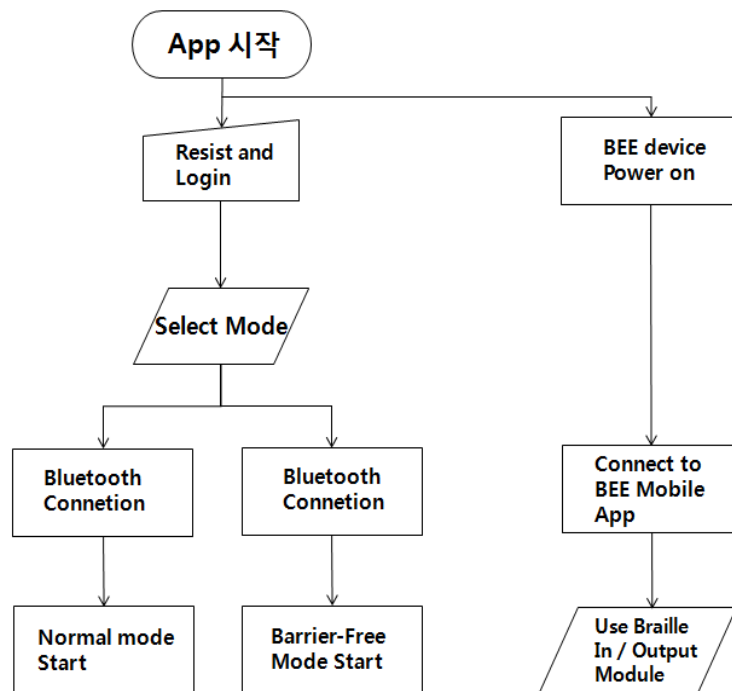 App 시작
Resist and
Login
BEE device
Power on
Select Mode
Bluetooth
Connetion
Bluetooth
Connetion
Connect to
BEE Mobile
App
Normal mode
Start
Barrier-Free
Mode Start
Use Braille
In / Output
Module